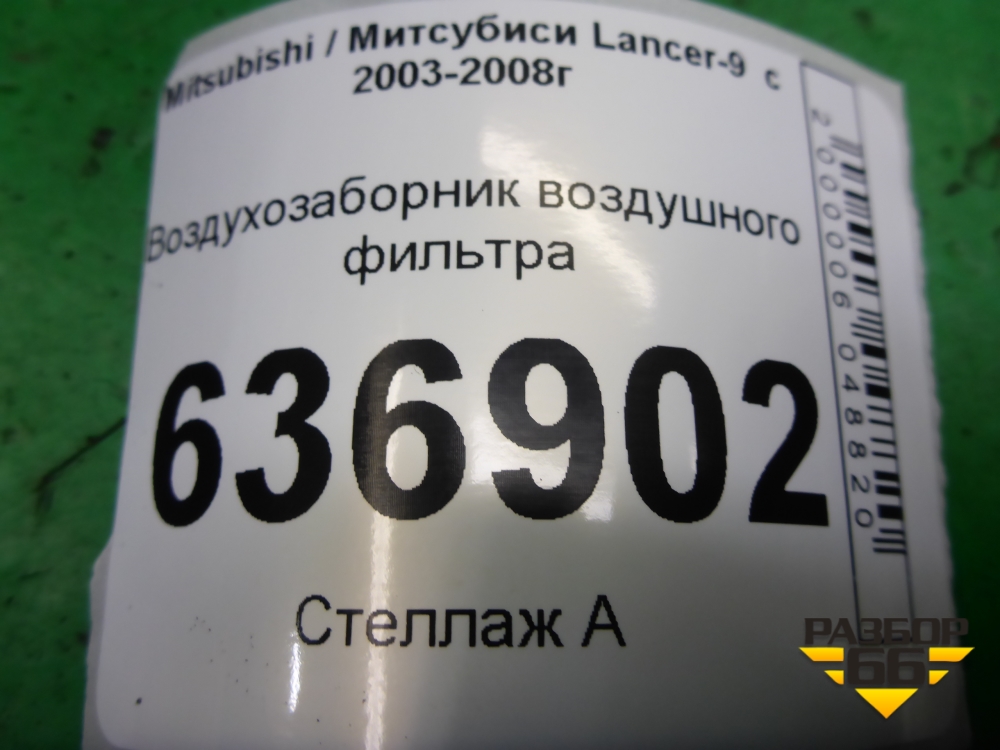 Mitsubishi / Митсубиси Lancer-9 с
2003-2008г
Воздухозаборник воздушного
фильтра
636902
Стеллаж А
2000006048820
РАЗБОР
66